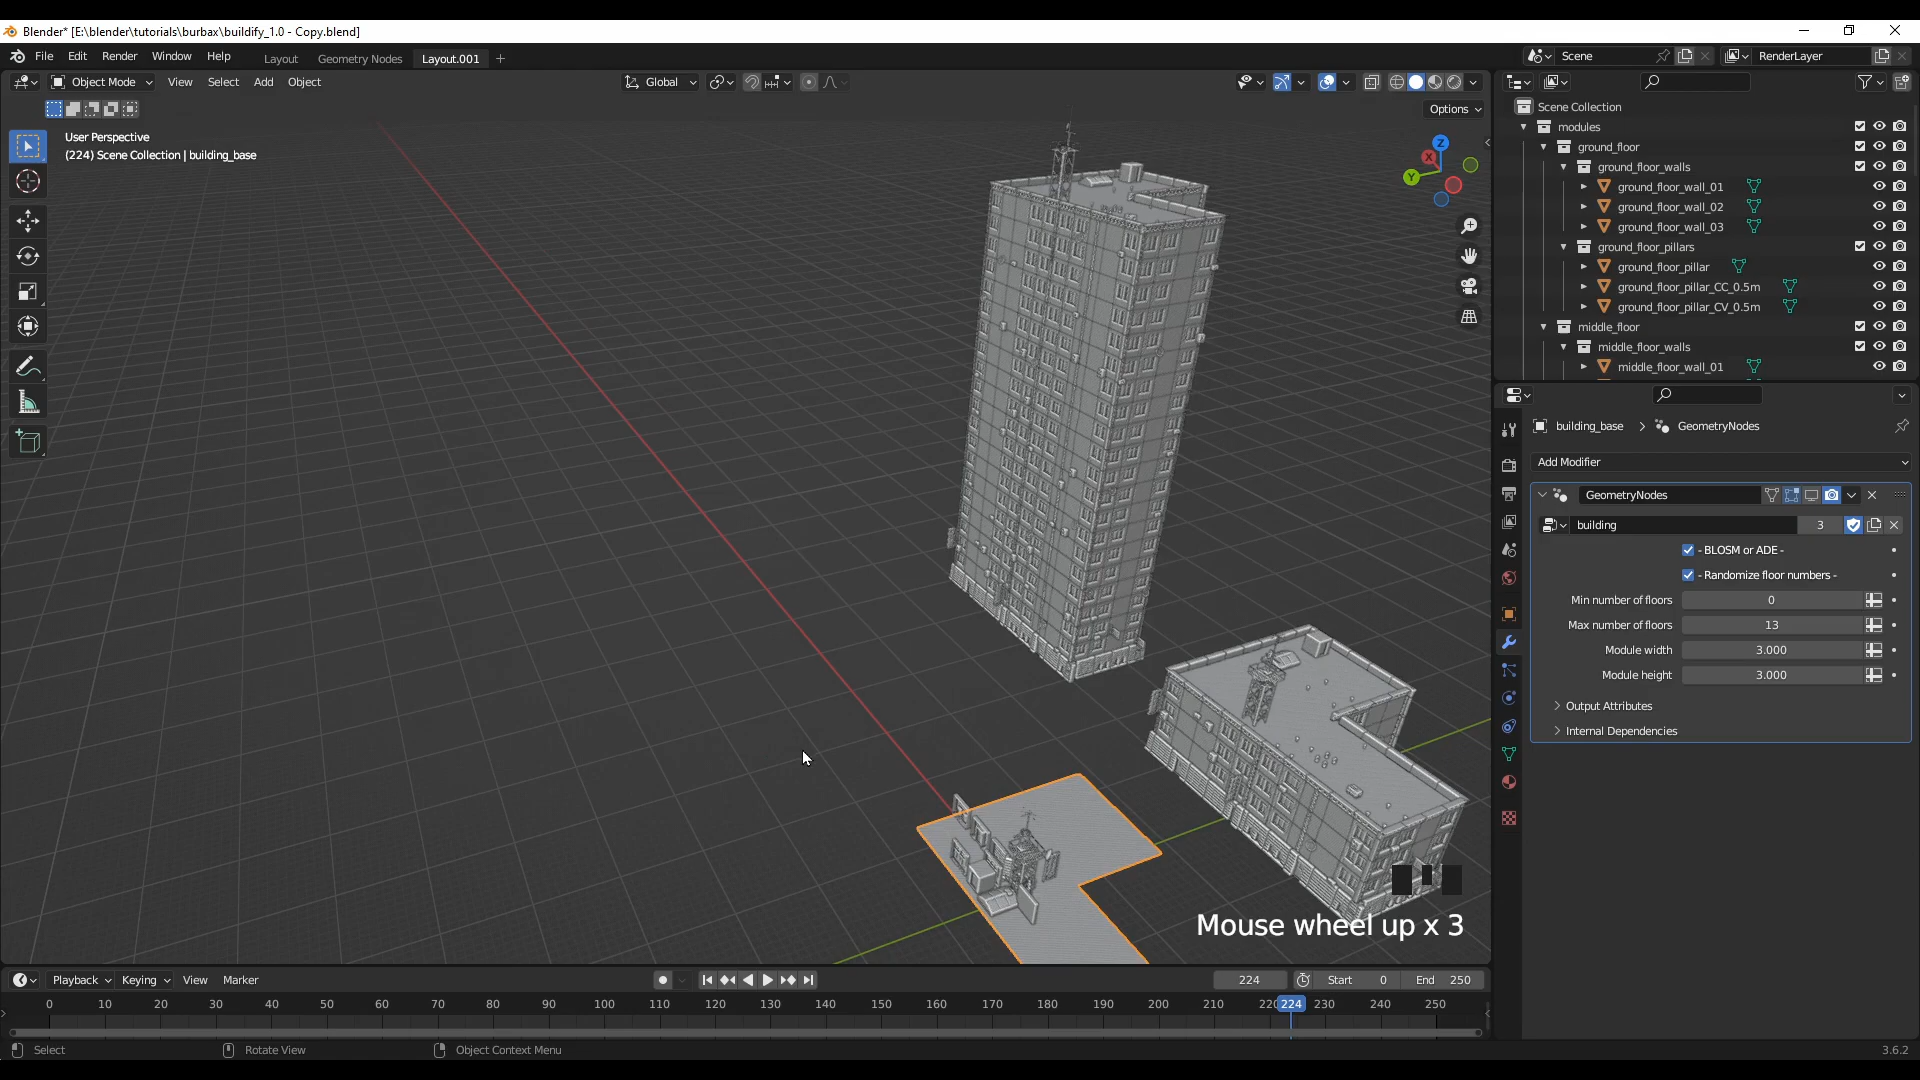 Blender* [E:\blender\tutorials\burbax\buildify_1.0 - Copy.blend]
File Edit Render Window Help Layout Geometry Nodes Layout.001 + Scene RenderLayer
Object Mode View Select Add Object Global
Options
User Perspective
(224) Scene Collection | building_base
Z
X
Y
Scene Collection
modules
ground_floor
ground_floor_walls
ground_floor_wall_01
ground_floor_wall_02
ground_floor_wall_03
ground_floor_pillars
ground_floor_pillar
ground_floor_pillar_CC_0.5m
ground_floor_pillar_CV_0.5m
middle_floor
middle_floor_walls
middle_floor_wall_01
building_base > GeometryNodes
Add Modifier
GeometryNodes
building 3
- BLOSM or ADE -
- Randomize floor numbers -
Min number of floors 0
Max number of floors 13
Module width 3.000
Module height 3.000
Output Attributes
Internal Dependencies
Mouse wheel up x 3
Playback Keying View Marker 224 Start 0 End 250
0 10 20 30 40 50 60 70 80 90 100 110 120 130 140 150 160 170 180 190 200 210 220 224 230 240 250
Select Rotate View Object Context Menu 3.6.2